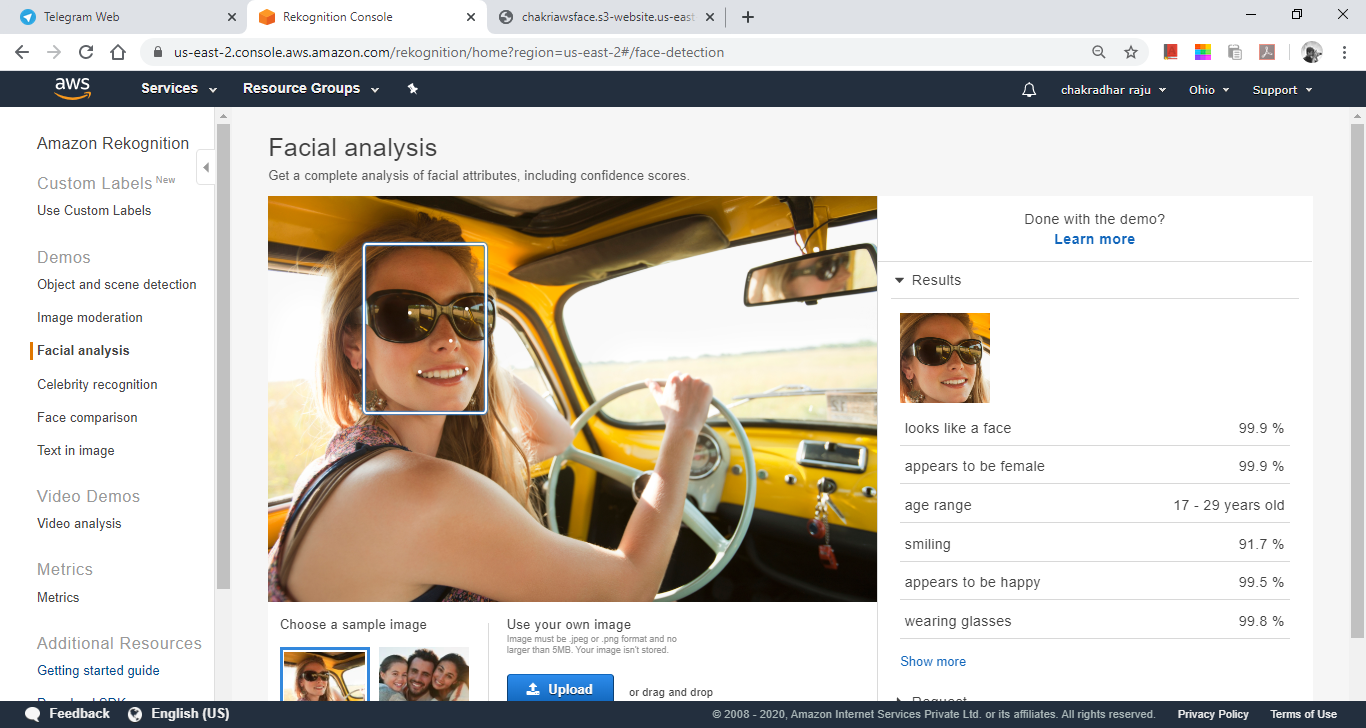 Telegram Web
Rekognition Console
chakriawsface.s3-website.us-east
us-east-2.console.aws.amazon.com/rekognition/home?region=us-east-2#/face-detection
aws
Services
Resource Groups
chakradhar raju
Ohio
Support
Amazon Rekognition
Custom Labels New
Use Custom Labels
Demos
Object and scene detection
Image moderation
Facial analysis
Celebrity recognition
Face comparison
Text in image
Video Demos
Video analysis
Metrics
Metrics
Additional Resources
Getting started guide
Download SDK
Facial analysis
Get a complete analysis of facial attributes, including confidence scores.
Choose a sample image
Use your own image
Image must be .jpeg or .png format and no
larger than 5MB. Your image isn't stored.
Upload
or drag and drop
Done with the demo?
Learn more
Results
looks like a face 99.9 %
appears to be female 99.9 %
age range 17 - 29 years old
smiling 91.7 %
appears to be happy 99.5 %
wearing glasses 99.8 %
Show more
Request
Feedback
English (US)
© 2008 - 2020, Amazon Internet Services Private Ltd. or its affiliates. All rights reserved.
Privacy Policy
Terms of Use